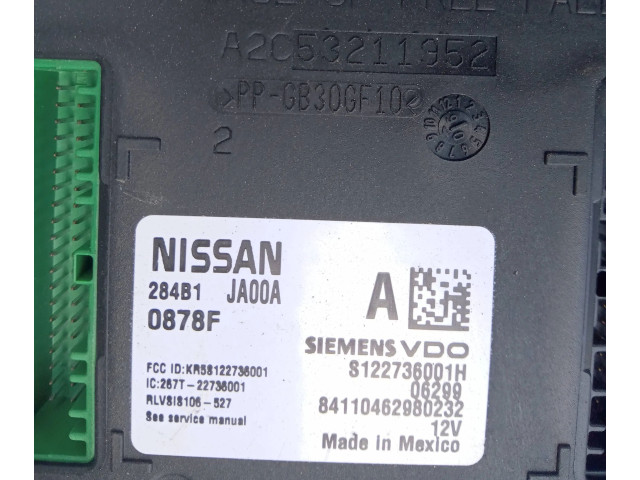 A2C53211952
>PP-GB30GF10<
2
NISSAN
284B1 JA00A
0878F
A
SIEMENS VDO
FCC ID:KR5S122736001
IC:267T-22736001
RLVSIS106-527
See service manual
S122736001H
06299
84110462980232
12V
Made in Mexico